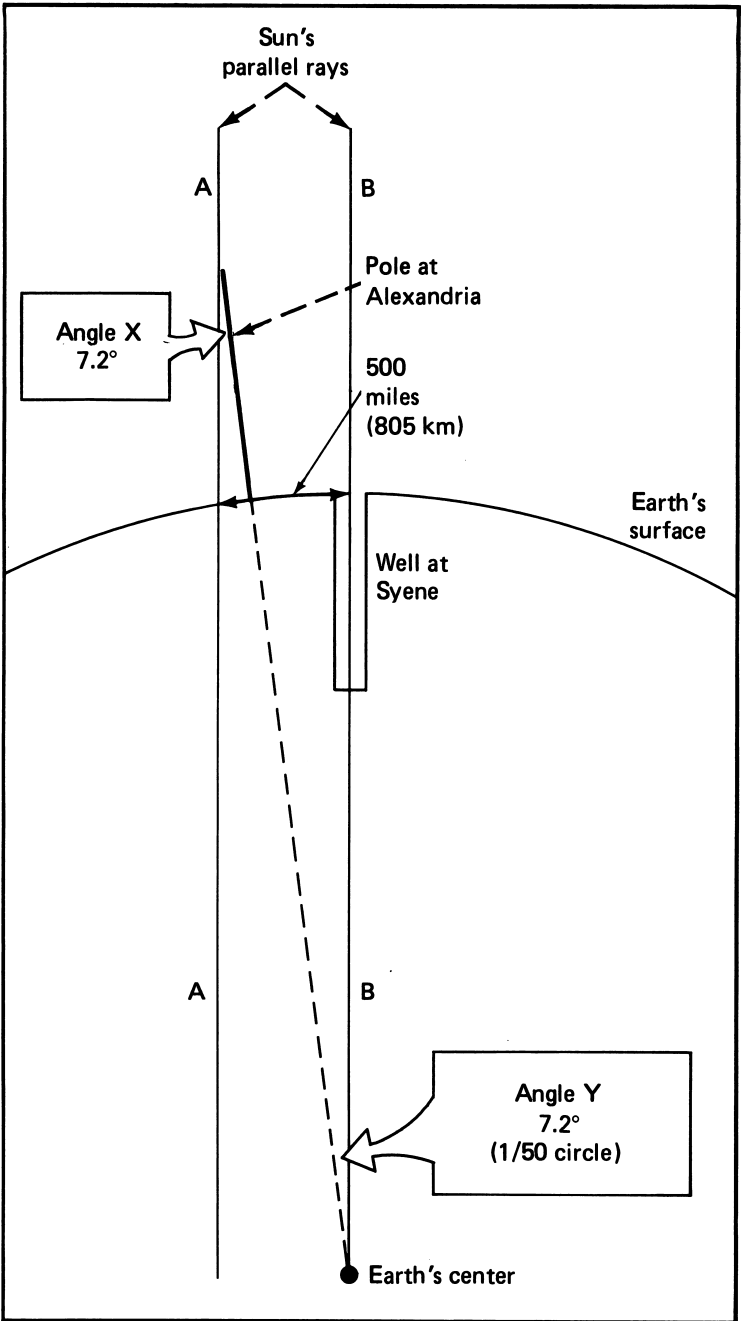 Sun's
parallel rays
A
B
Pole at
Alexandria
Angle X
7.2°
500
miles
(805 km)
Earth's
surface
Well at
Syene
A
B
Angle Y
7.2°
(1/50 circle)
Earth's center